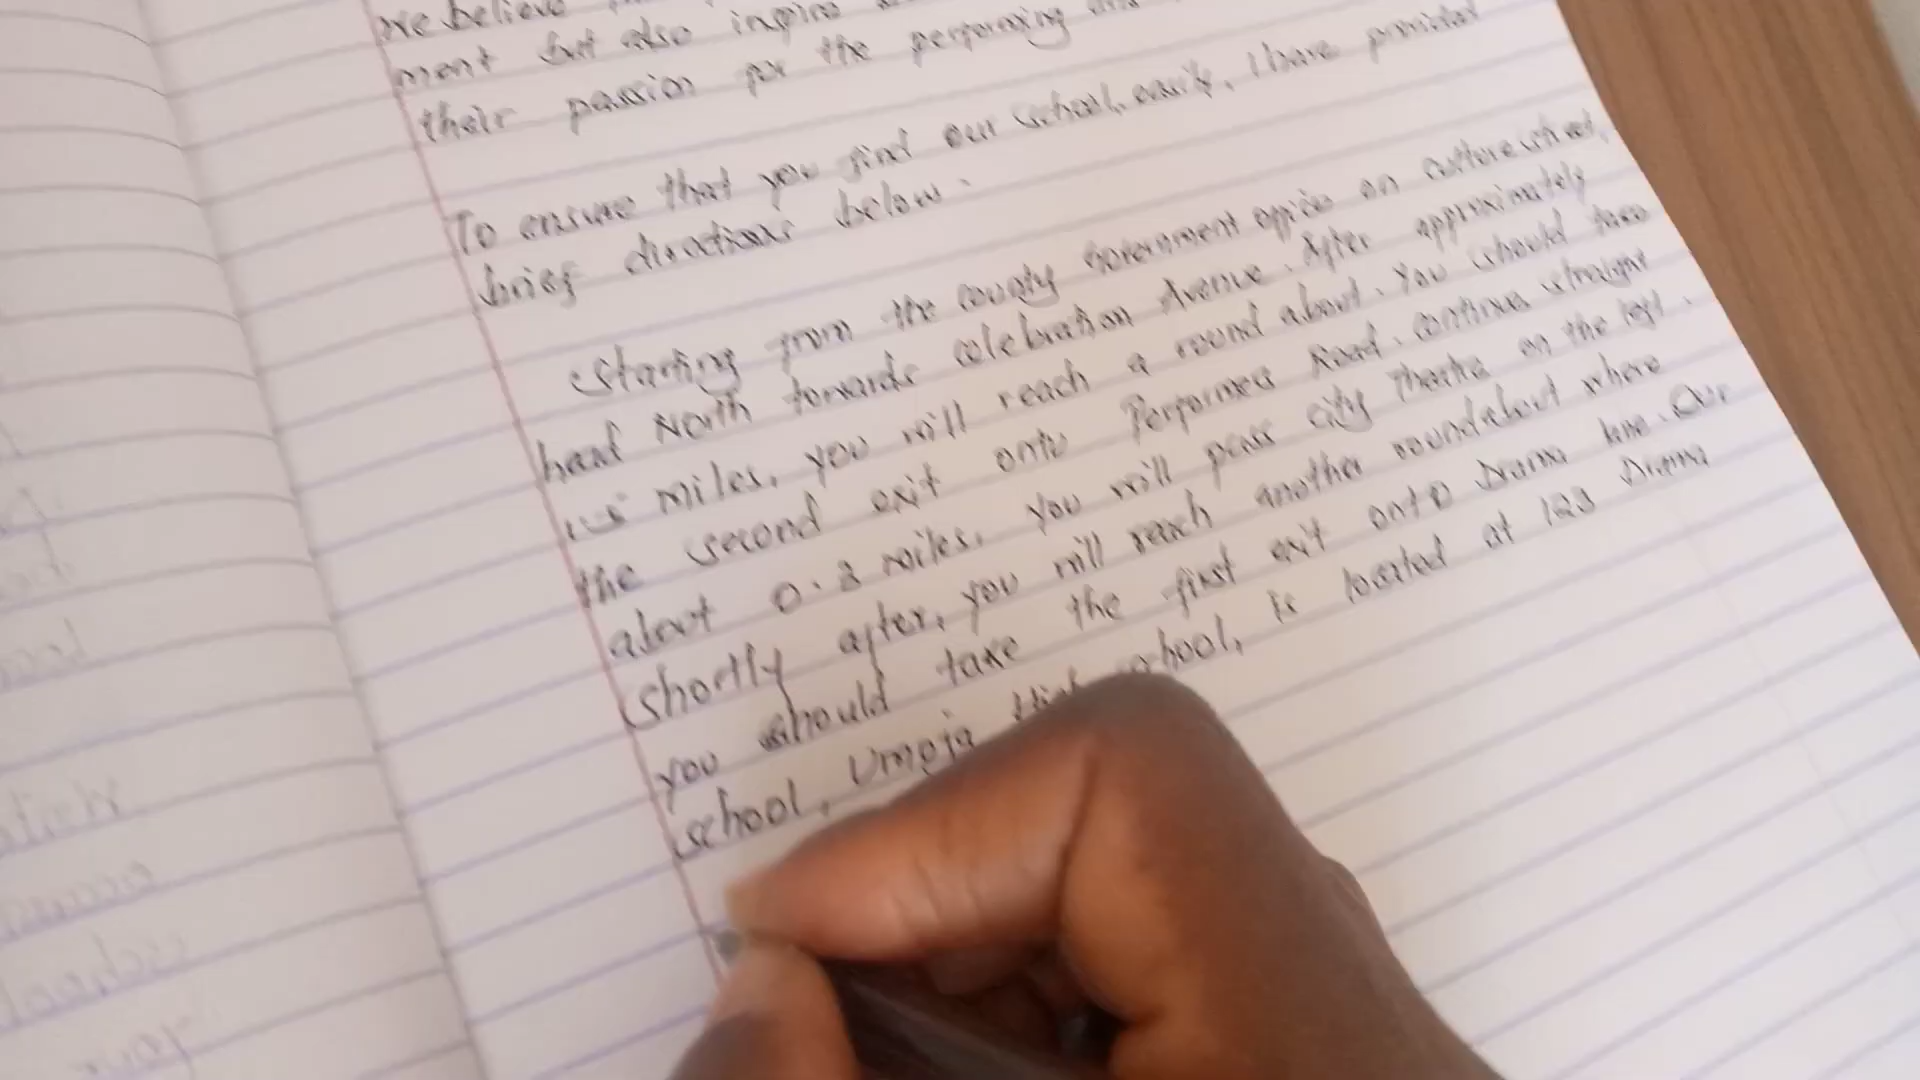 we believe
ment but also inspire
their passion for the performing
To ensure that you find our school, easily, I have provided
brief directions below.
Starting from the county Government offices on culture street,
head North towards celebration Avenue. After approximately
miles, you will reach a round about. You should take
the second exit onto Performers Road. continue straight
about 0.3 miles, you will pass city Theatre on the left.
shortly after, you will reach another roundabout where
you should take the first exit onto Drama lane. Our
school, Umoja High school, is located at 123 Drama